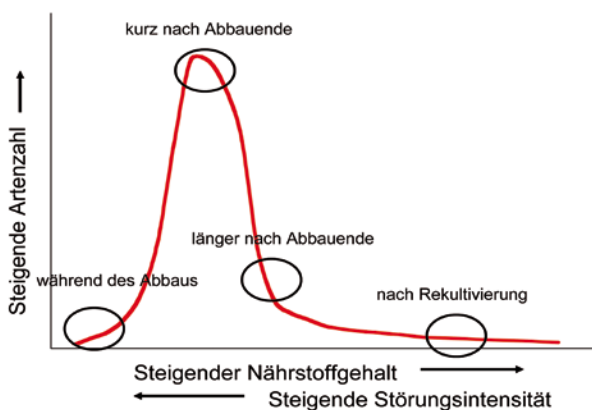 kurz nach Abbauende
Steigende Artenzahl
länger nach Abbauende
während des Abbaus
nach Rekultivierung
Steigender Nährstoffgehalt
Steigende Störungsintensität